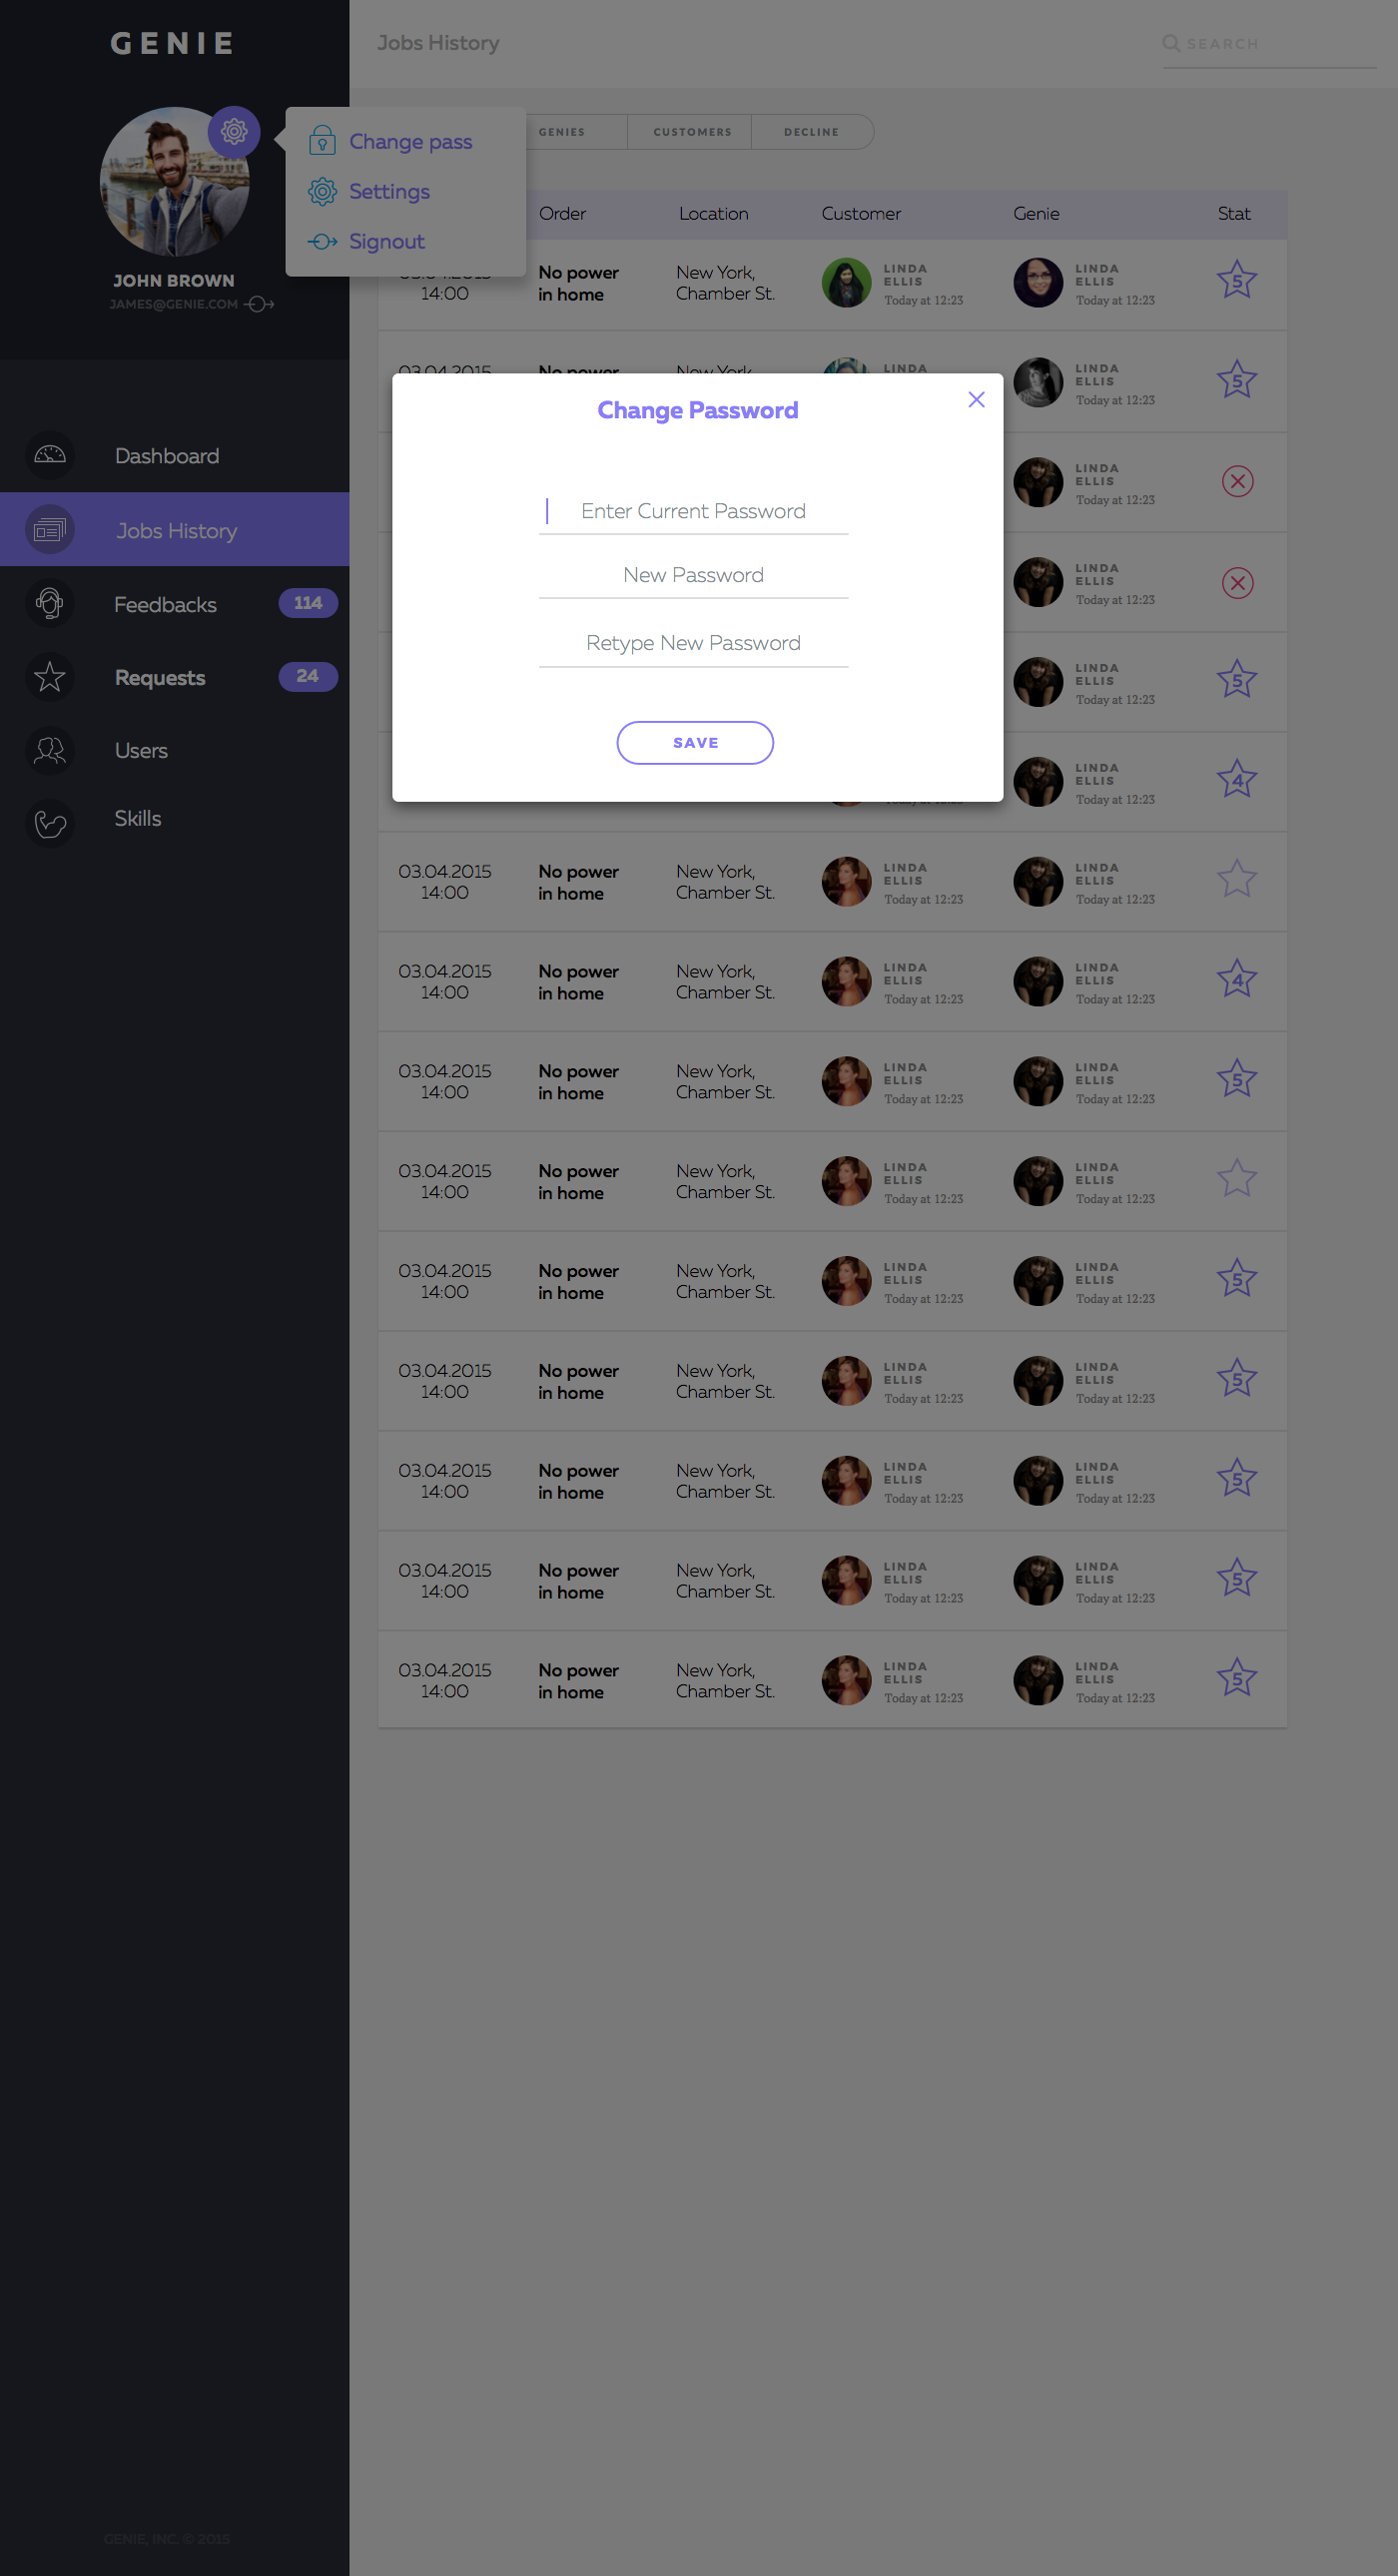 GENIE
Jobs History
SEARCH
Change pass
Settings
Signout
JOHN BROWN
JAMES@GENIE.COM
GENIES
CUSTOMERS
DECLINE
Order
Location
Customer
Genie
Stat
14:00
No power
in home
New York,
Chamber St.
LINDA
ELLIS
Today at 12:23
LINDA
ELLIS
Today at 12:23
5
03.04.2015
No power
New York,
LINDA
LINDA
ELLIS
Today at 12:23
5
LINDA
ELLIS
Today at 12:23
LINDA
ELLIS
Today at 12:23
LINDA
ELLIS
Today at 12:23
5
Today at 12:23
LINDA
ELLIS
Today at 12:23
4
Change Password
Enter Current Password
New Password
Retype New Password
SAVE
Dashboard
Jobs History
Feedbacks
114
Requests
24
Users
Skills
03.04.2015
14:00
No power
in home
New York,
Chamber St.
LINDA
ELLIS
Today at 12:23
LINDA
ELLIS
Today at 12:23
03.04.2015
14:00
No power
in home
New York,
Chamber St.
LINDA
ELLIS
Today at 12:23
LINDA
ELLIS
Today at 12:23
4
03.04.2015
14:00
No power
in home
New York,
Chamber St.
LINDA
ELLIS
Today at 12:23
LINDA
ELLIS
Today at 12:23
5
03.04.2015
14:00
No power
in home
New York,
Chamber St.
LINDA
ELLIS
Today at 12:23
LINDA
ELLIS
Today at 12:23
03.04.2015
14:00
No power
in home
New York,
Chamber St.
LINDA
ELLIS
Today at 12:23
LINDA
ELLIS
Today at 12:23
5
03.04.2015
14:00
No power
in home
New York,
Chamber St.
LINDA
ELLIS
Today at 12:23
LINDA
ELLIS
Today at 12:23
5
03.04.2015
14:00
No power
in home
New York,
Chamber St.
LINDA
ELLIS
Today at 12:23
LINDA
ELLIS
Today at 12:23
5
03.04.2015
14:00
No power
in home
New York,
Chamber St.
LINDA
ELLIS
Today at 12:23
LINDA
ELLIS
Today at 12:23
5
03.04.2015
14:00
No power
in home
New York,
Chamber St.
LINDA
ELLIS
Today at 12:23
LINDA
ELLIS
Today at 12:23
5
GENIE, INC. © 2015